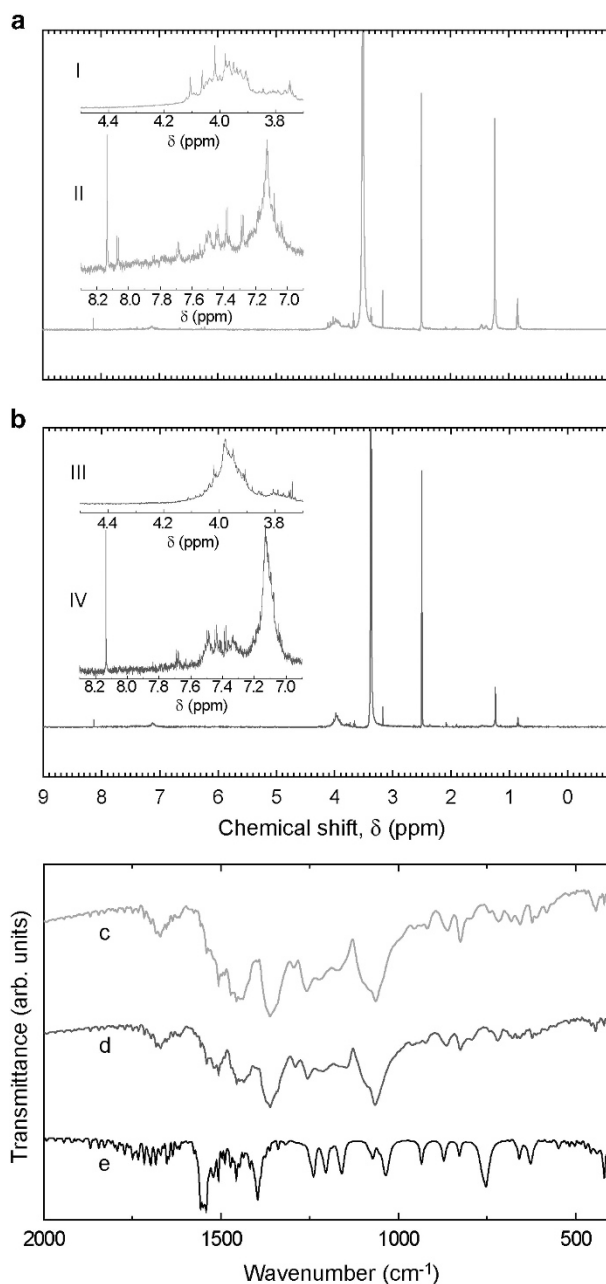 a
I
4.4 4.2 4.0 3.8
δ (ppm)
II
8.2 8.0 7.8 7.6 7.4 7.2 7.0
δ (ppm)
b
III
4.4 4.2 4.0 3.8
δ (ppm)
IV
8.2 8.0 7.8 7.6 7.4 7.2 7.0
δ (ppm)
9 8 7 6 5 4 3 2 1 0
Chemical shift, δ (ppm)
Transmittance (arb. units)
c
d
e
2000 1500 1000 500
Wavenumber (cm⁻¹)